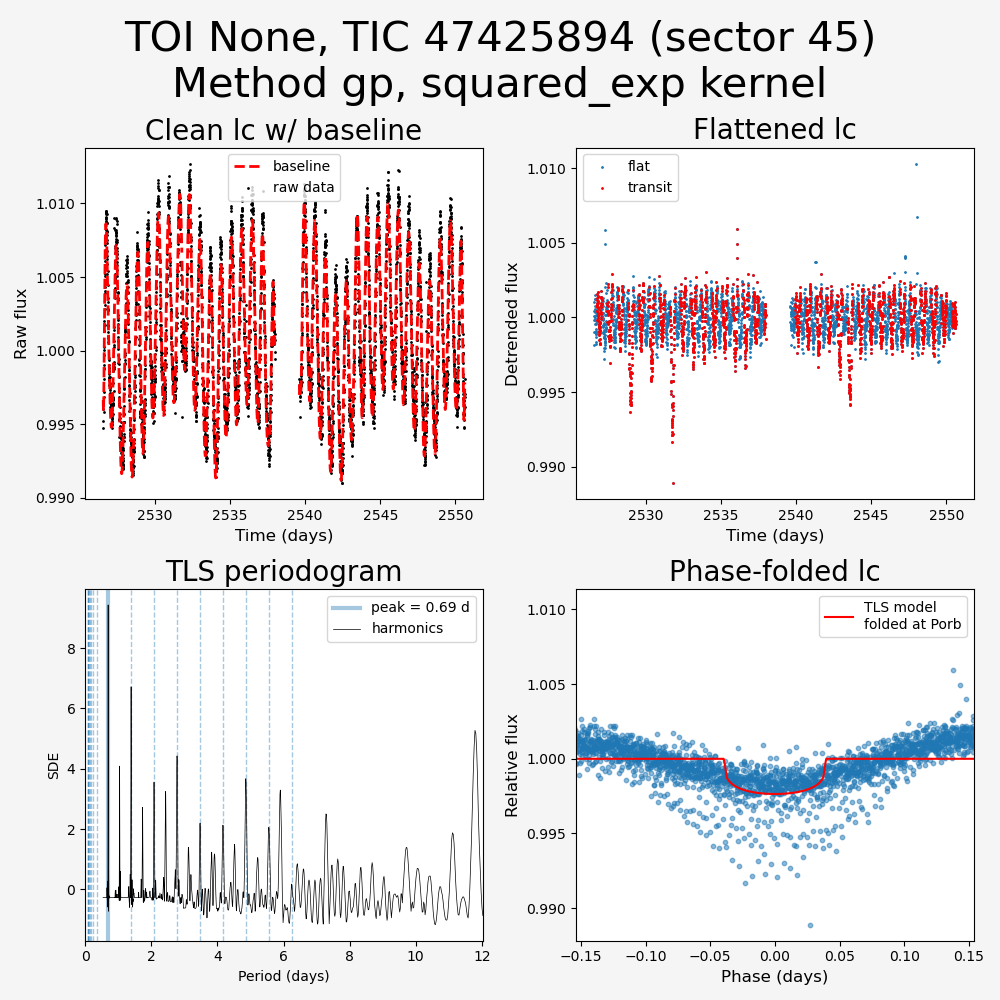 TOI None, TIC 47425894 (sector 45)
Method gp, squared_exp kernel
Clean lc w/ baseline
baseline
raw data
1.010
1.005
1.000
0.995
0.990
Raw flux
2530 2535 2540 2545 2550
Time (days)
Flattened lc
flat
transit
1.010
1.005
1.000
0.995
0.990
Detrended flux
2530 2535 2540 2545 2550
Time (days)
TLS periodogram
peak = 0.69 d
harmonics
8
6
4
2
0
SDE
0 2 4 6 8 10 12
Period (days)
Phase-folded lc
TLS model
folded at Porb
1.010
1.005
1.000
0.995
0.990
Relative flux
−0.15 −0.10 −0.05 0.00 0.05 0.10 0.15
Phase (days)